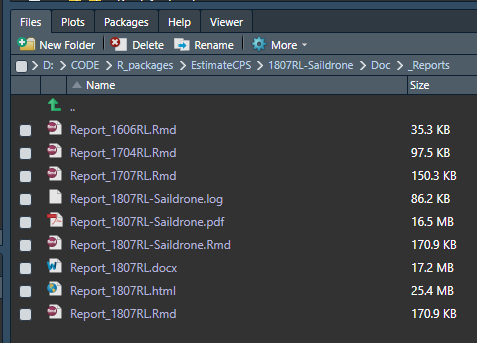 Files Plots Packages Help Viewer
New Folder Delete Rename More
D: > CODE > R_packages > EstimateCPS > 1807RL-Saildrone > Doc > _Reports
Name Size
..
Report_1606RL.Rmd 35.3 KB
Report_1704RL.Rmd 97.5 KB
Report_1707RL.Rmd 150.3 KB
Report_1807RL-Saildrone.log 86.2 KB
Report_1807RL-Saildrone.pdf 16.5 MB
Report_1807RL-Saildrone.Rmd 170.9 KB
Report_1807RL.docx 17.2 MB
Report_1807RL.html 25.4 MB
Report_1807RL.Rmd 170.9 KB